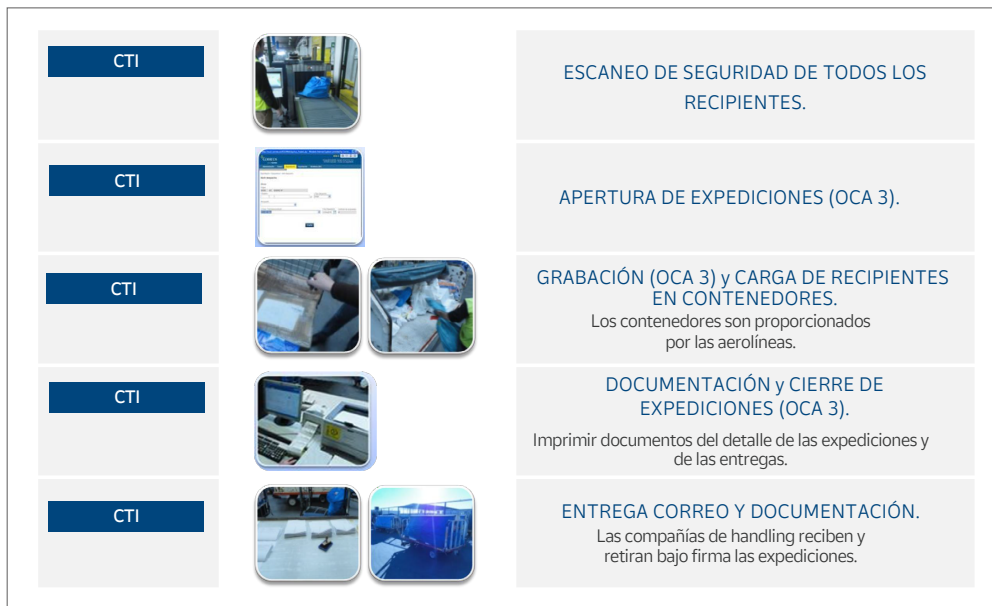 CTI
ESCANEO DE SEGURIDAD DE TODOS LOS
RECIPIENTES.
CTI
APERTURA DE EXPEDICIONES (OCA 3).
CTI
GRABACIÓN (OCA 3) y CARGA DE RECIPIENTES
EN CONTENEDORES.
Los contenedores son proporcionados
por las aerolíneas.
CTI
DOCUMENTACIÓN y CIERRE DE
EXPEDICIONES (OCA 3).
Imprimir documentos del detalle de las expediciones y
de las entregas.
CTI
ENTREGA CORREO Y DOCUMENTACIÓN.
Las compañías de handling reciben y
retiran bajo firma las expediciones.